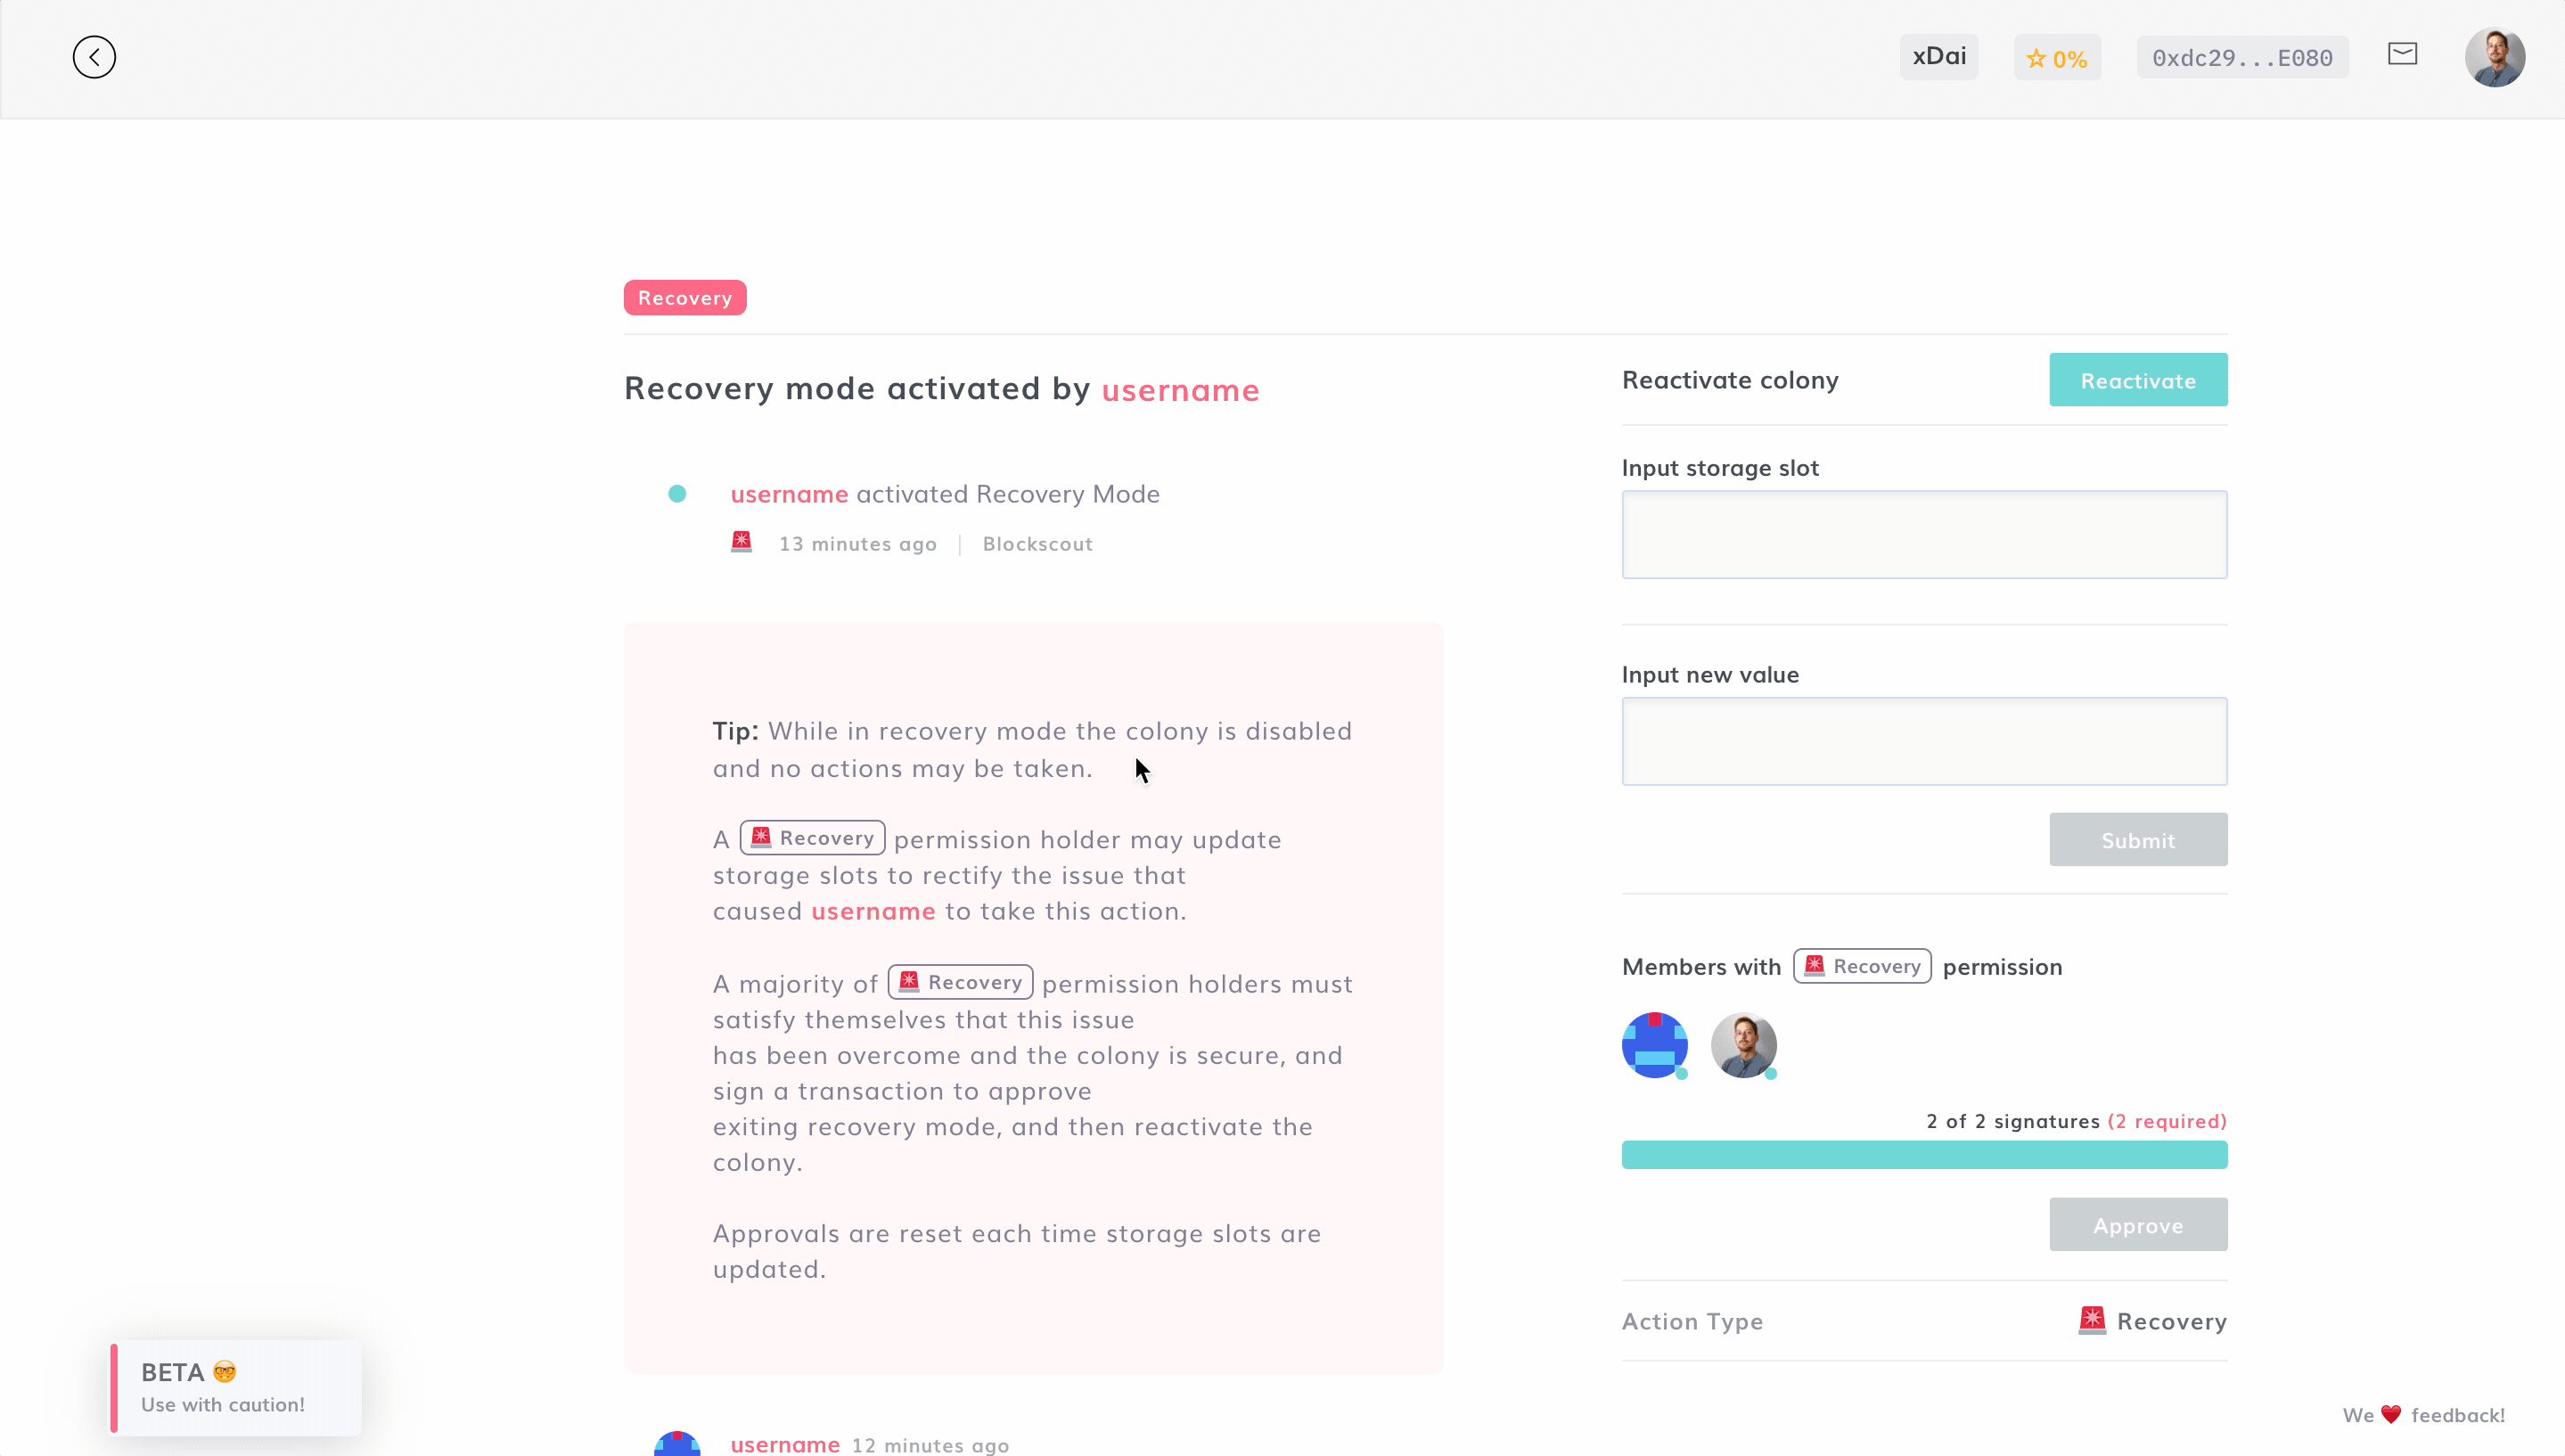 xDai
0%
0xdc29...E080
Recovery
Recovery mode activated by username
username activated Recovery Mode
13 minutes ago | Blockscout
Tip: While in recovery mode the colony is disabled
and no actions may be taken.
A Recovery permission holder may update
storage slots to rectify the issue that
caused username to take this action.
A majority of Recovery permission holders must
satisfy themselves that this issue
has been overcome and the colony is secure, and
sign a transaction to approve
exiting recovery mode, and then reactivate the
colony.
Approvals are reset each time storage slots are
updated.
username 12 minutes ago
Reactivate colony
Reactivate
Input storage slot
Input new value
Submit
Members with Recovery permission
2 of 2 signatures (2 required)
Approve
Action Type
Recovery
BETA 🤓
Use with caution!
We ❤️ feedback!